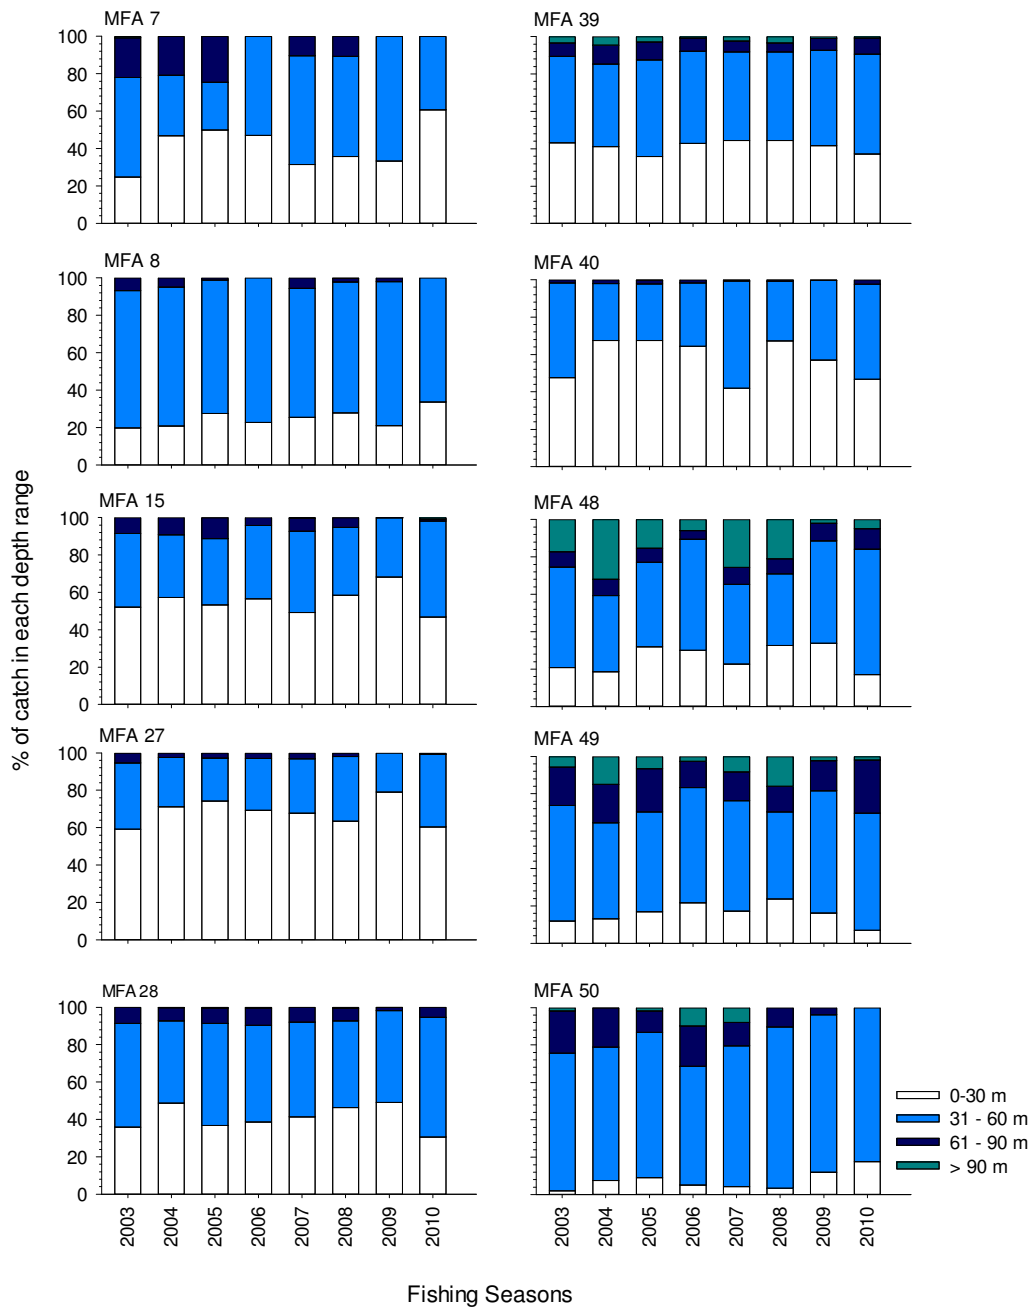 MFA 7
100
80
60
40
20
0
MFA 39
MFA 8
100
80
60
40
20
0
MFA 40
MFA 15
100
80
60
40
20
0
MFA 48
MFA 27
100
80
60
40
20
0
MFA 49
MFA 28
100
80
60
40
20
0
MFA 50
% of catch in each depth range
0-30 m
31 - 60 m
61 - 90 m
> 90 m
2003
2004
2005
2006
2007
2008
2009
2010
2003
2004
2005
2006
2007
2008
2009
2010
Fishing Seasons